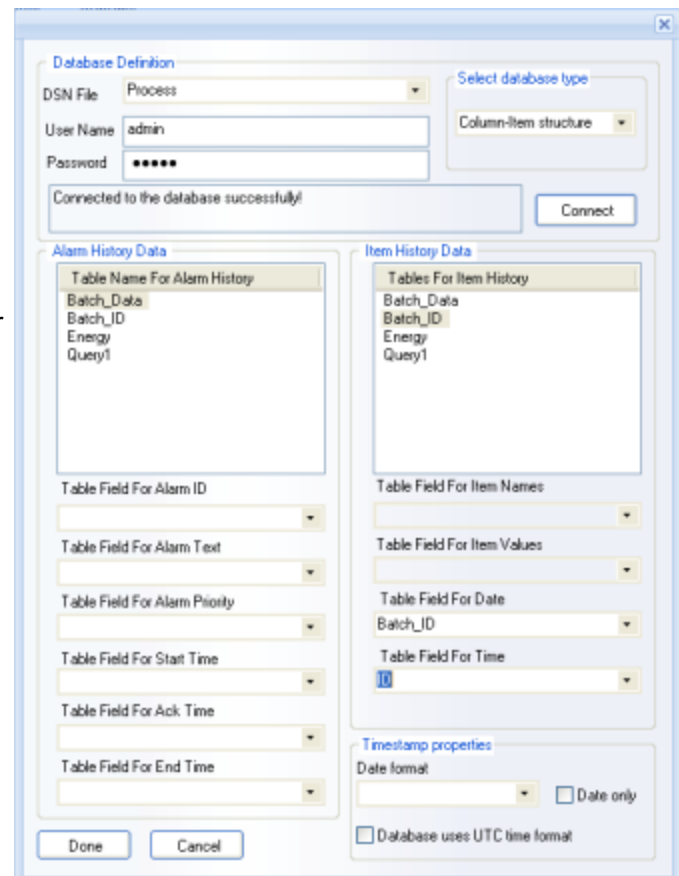 Database Definition
DSN File
Process
User Name
admin
Password
•••••
Select database type
Column-Item structure
Connected to the database successfully!
Connect
Alarm History Data
Table Name For Alarm History
Batch_Data
Batch_ID
Energy
Query1
Table Field For Alarm ID
Table Field For Alarm Text
Table Field For Alarm Priority
Table Field For Start Time
Table Field For Ack Time
Table Field For End Time
Item History Data
Tables For Item History
Batch_Data
Batch_ID
Energy
Query1
Table Field For Item Names
Table Field For Item Values
Table Field For Date
Batch_ID
Table Field For Time
ID
Timestamp properties
Date format
Date only
Database uses UTC time format
Done
Cancel